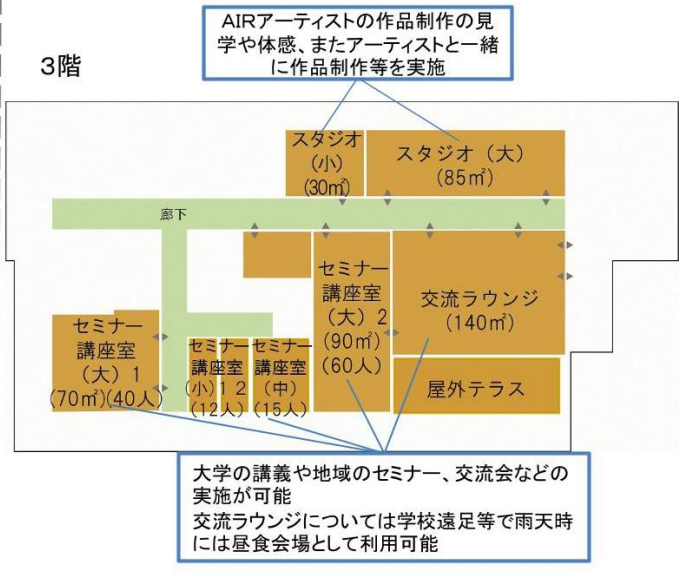 AIRアーティストの作品制作の見
学や体感、またアーティストと一緒
に作品制作等を実施
3階
スタジオ
(小)
(30㎡)
スタジオ（大）
(85㎡)
廊下
セミナー
講座室
（大）2
(90㎡)
(60人)
交流ラウンジ
(140㎡)
セミナー
講座室
（大）1
(70㎡)(40人)
セミナー
講座室
(小)1 2
(12人)
セミナー
講座室
(中)
(15人)
屋外テラス
大学の講義や地域のセミナー、交流会などの
実施が可能
交流ラウンジについては学校遠足等で雨天時
には昼食会場として利用可能